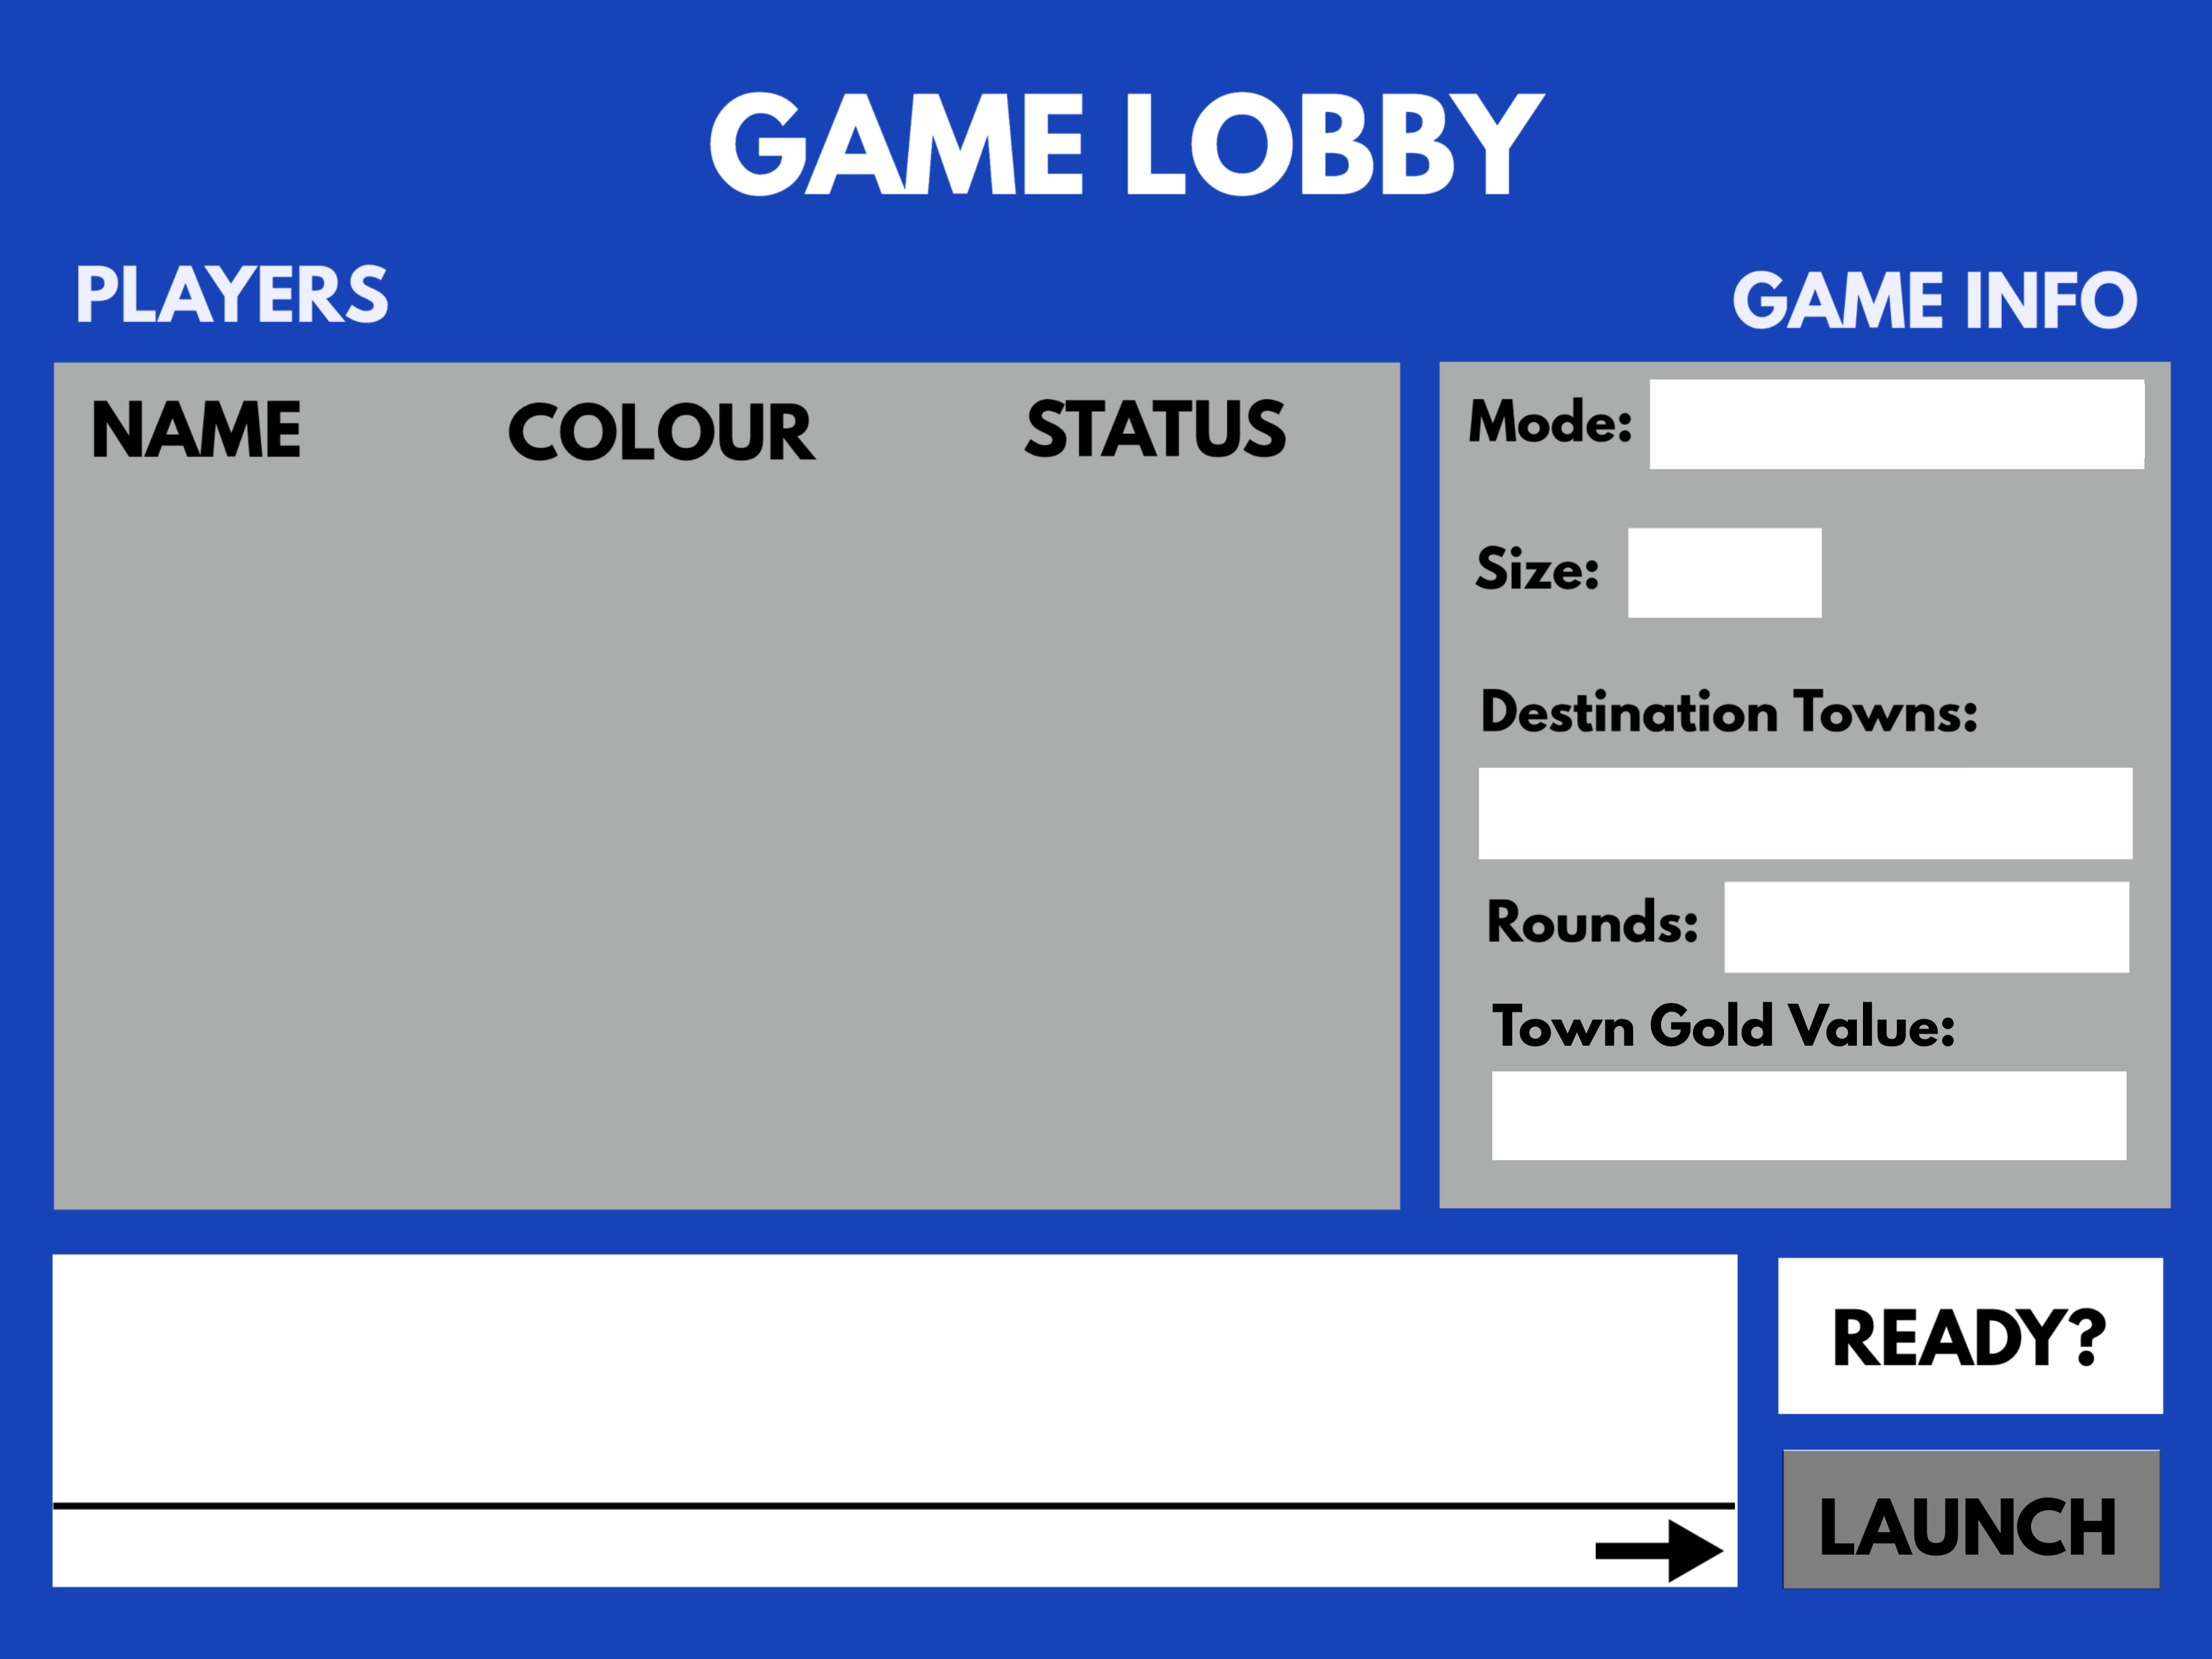 GAME LOBBY
PLAYERS
GAME INFO
NAME COLOUR STATUS
Mode:
Size:
Destination Towns:
Rounds:
Town Gold Value:
READY?
LAUNCH